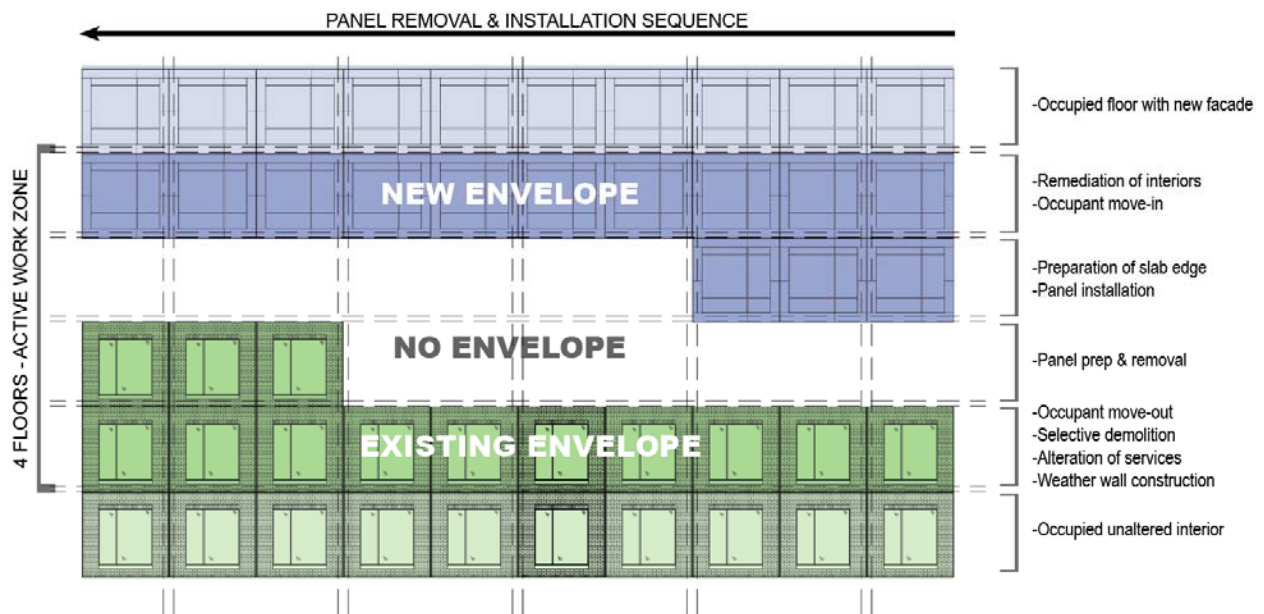 PANEL REMOVAL & INSTALLATION SEQUENCE
-Occupied floor with new facade
NEW ENVELOPE
-Remediation of interiors
-Occupant move-in
-Preparation of slab edge
-Panel installation
4 FLOORS - ACTIVE WORK ZONE
NO ENVELOPE
-Panel prep & removal
EXISTING ENVELOPE
-Occupant move-out
-Selective demolition
-Alteration of services
-Weather wall construction
-Occupied unaltered interior